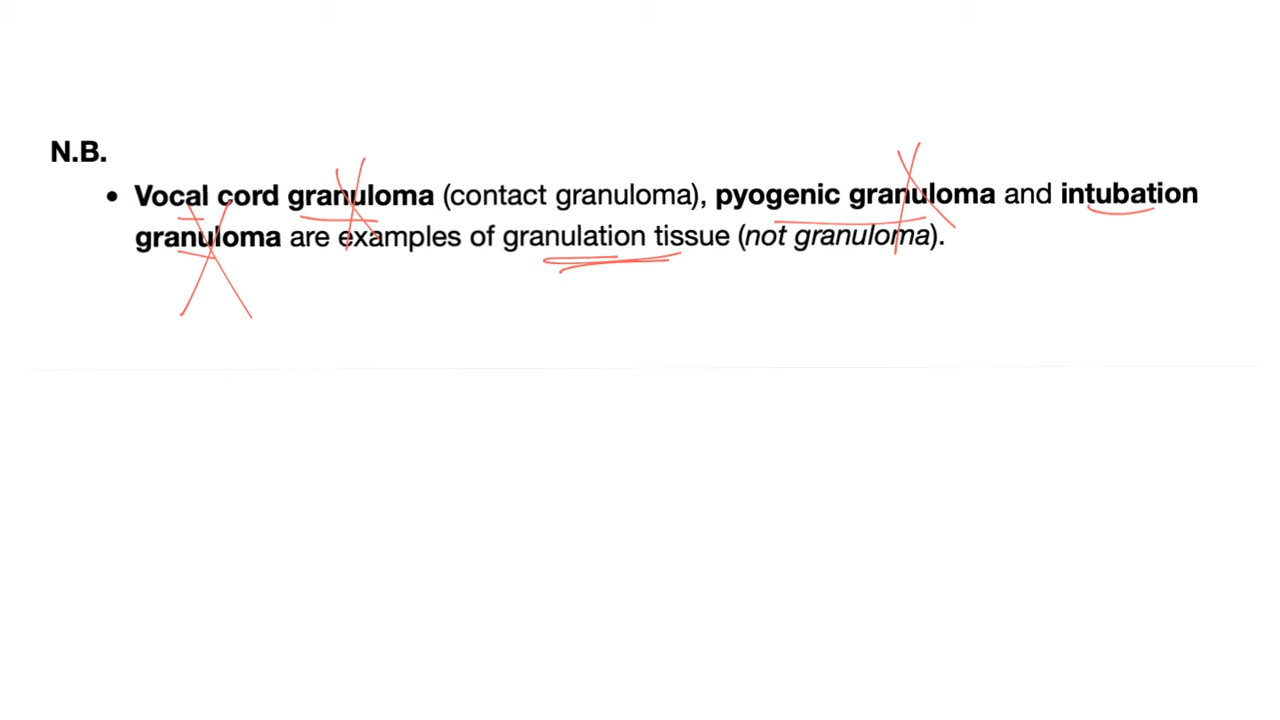 N.B.
• Vocal cord granuloma (contact granuloma), pyogenic granuloma and intubation
granuloma are examples of granulation tissue (not granuloma).